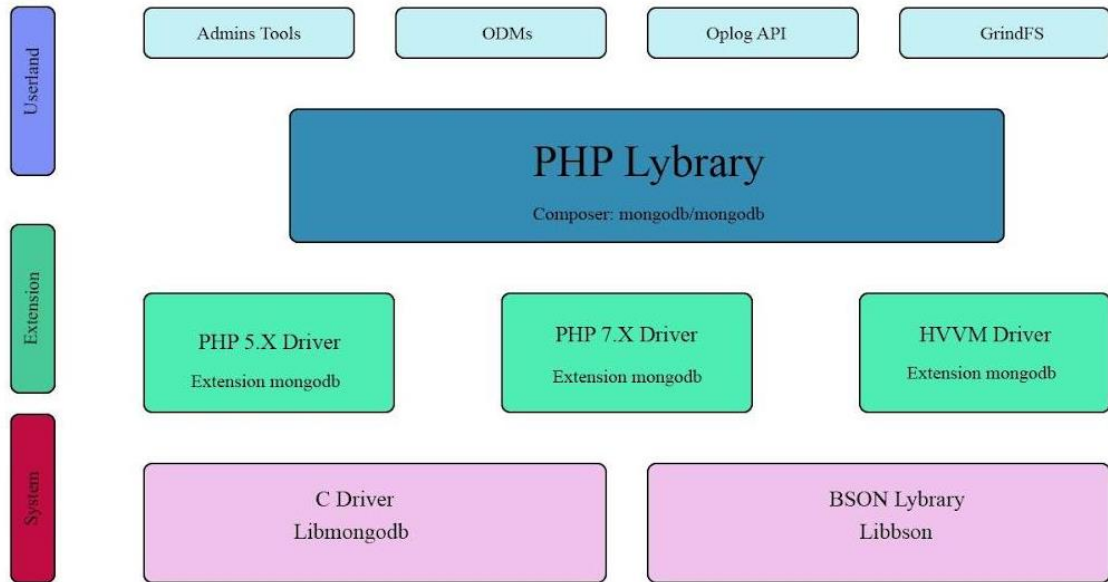 Userland
Admins Tools
ODMs
Oplog API
GrindFS
PHP Lybrary
Composer: mongodb/mongodb
Extension
PHP 5.X Driver
Extension mongodb
PHP 7.X Driver
Extension mongodb
HVVM Driver
Extension mongodb
System
C Driver
Libmongodb
BSON Lybrary
Libbson